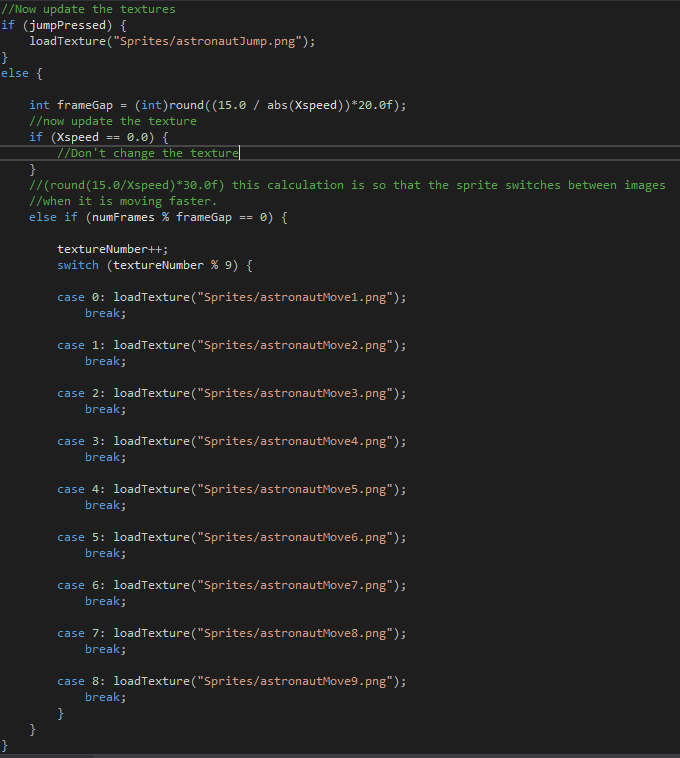 //Now update the textures
if (jumpPressed) {
    loadTexture("Sprites/astronautJump.png");
}
else {
    int frameGap = (int)round((15.0 / abs(Xspeed))*20.0f);
    //now update the texture
    if (Xspeed == 0.0) {
        //Don't change the texture
    }
    //(round(15.0/Xspeed)*30.0f) this calculation is so that the sprite switches between images
    //when it is moving faster.
    else if (numFrames % frameGap == 0) {
        textureNumber++;
        switch (textureNumber % 9) {
        case 0: loadTexture("Sprites/astronautMove1.png");
            break;
        case 1: loadTexture("Sprites/astronautMove2.png");
            break;
        case 2: loadTexture("Sprites/astronautMove3.png");
            break;
        case 3: loadTexture("Sprites/astronautMove4.png");
            break;
        case 4: loadTexture("Sprites/astronautMove5.png");
            break;
        case 5: loadTexture("Sprites/astronautMove6.png");
            break;
        case 6: loadTexture("Sprites/astronautMove7.png");
            break;
        case 7: loadTexture("Sprites/astronautMove8.png");
            break;
        case 8: loadTexture("Sprites/astronautMove9.png");
            break;
        }
    }
}